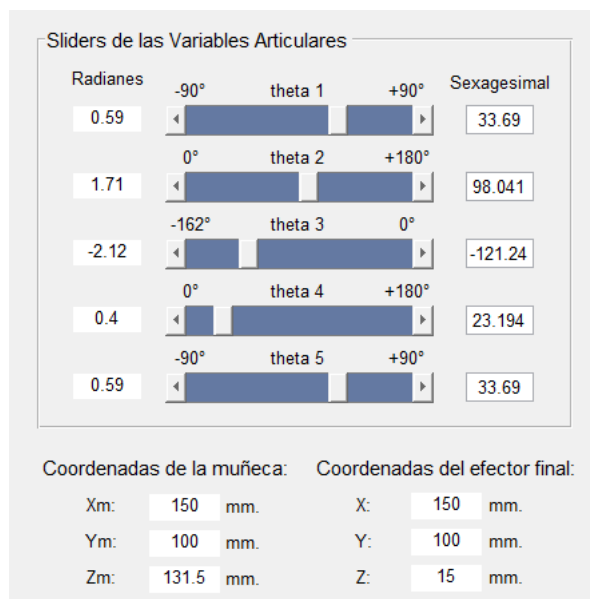 Sliders de las Variables Articulares
Radianes -90° theta 1 +90° Sexagesimal
0.59 33.69
0° theta 2 +180°
1.71 98.041
-162° theta 3 0°
-2.12 -121.24
0° theta 4 +180°
0.4 23.194
-90° theta 5 +90°
0.59 33.69
Coordenadas de la muñeca: Coordenadas del efector final:
Xm: 150 mm. X: 150 mm.
Ym: 100 mm. Y: 100 mm.
Zm: 131.5 mm. Z: 15 mm.